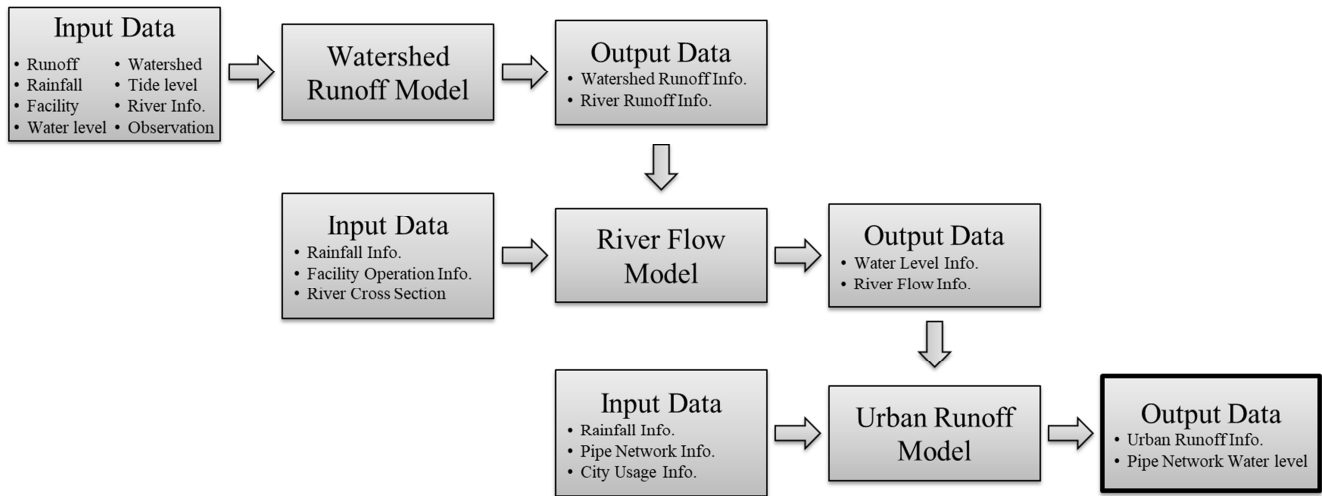 Input Data
• Runoff
• Rainfall
• Facility
• Water level
• Watershed
• Tide level
• River Info.
• Observation
Watershed
Runoff Model
Output Data
• Watershed Runoff Info.
• River Runoff Info.
Input Data
• Rainfall Info.
• Facility Operation Info.
• River Cross Section
River Flow
Model
Output Data
• Water Level Info.
• River Flow Info.
Input Data
• Rainfall Info.
• Pipe Network Info.
• City Usage Info.
Urban Runoff
Model
Output Data
• Urban Runoff Info.
• Pipe Network Water level